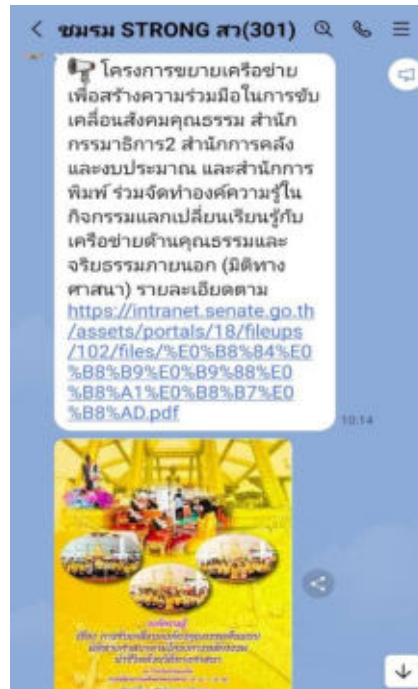 ชมรม STRONG สว(301)
โครงการขยายเครือข่าย
เพื่อสร้างความร่วมมือในการขับ
เคลื่อนสังคมคุณธรรม สำนัก
กรรมาธิการ2 สำนักการคลัง
และงบประมาณ และสำนักการ
พิมพ์ ร่วมจัดทำองค์ความรู้ใน
กิจกรรมแลกเปลี่ยนเรียนรู้กับ
เครือข่ายด้านคุณธรรมและ
จริยธรรมภายนอก (มิติทาง
ศาสนา) รายละเอียดตาม
https://intranet.senate.go.th
/assets/portals/18/fileups
/102/files/%E0%B8%84%E0
%B8%B9%E0%B9%88%E0
%B8%A1%E0%B8%B7%E0
%B8%AD.pdf
10:14
องค์ความรู้